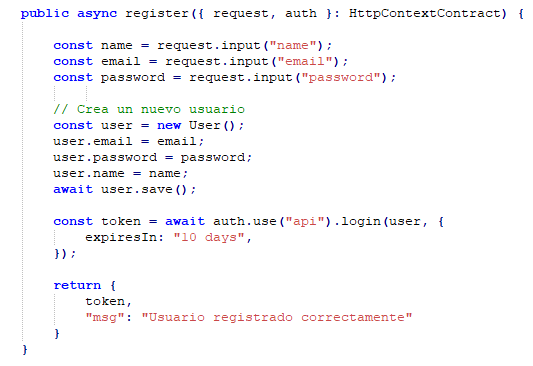 public async register({ request, auth }: HttpContextContract) {
const name = request.input("name");
const email = request.input("email");
const password = request.input("password");
// Crea un nuevo usuario
const user = new User();
user.email = email;
user.password = password;
user.name = name;
await user.save();
const token = await auth.use("api").login(user, {
expiresIn: "10 days",
});
return {
token,
"msg": "Usuario registrado correctamente"
}
}